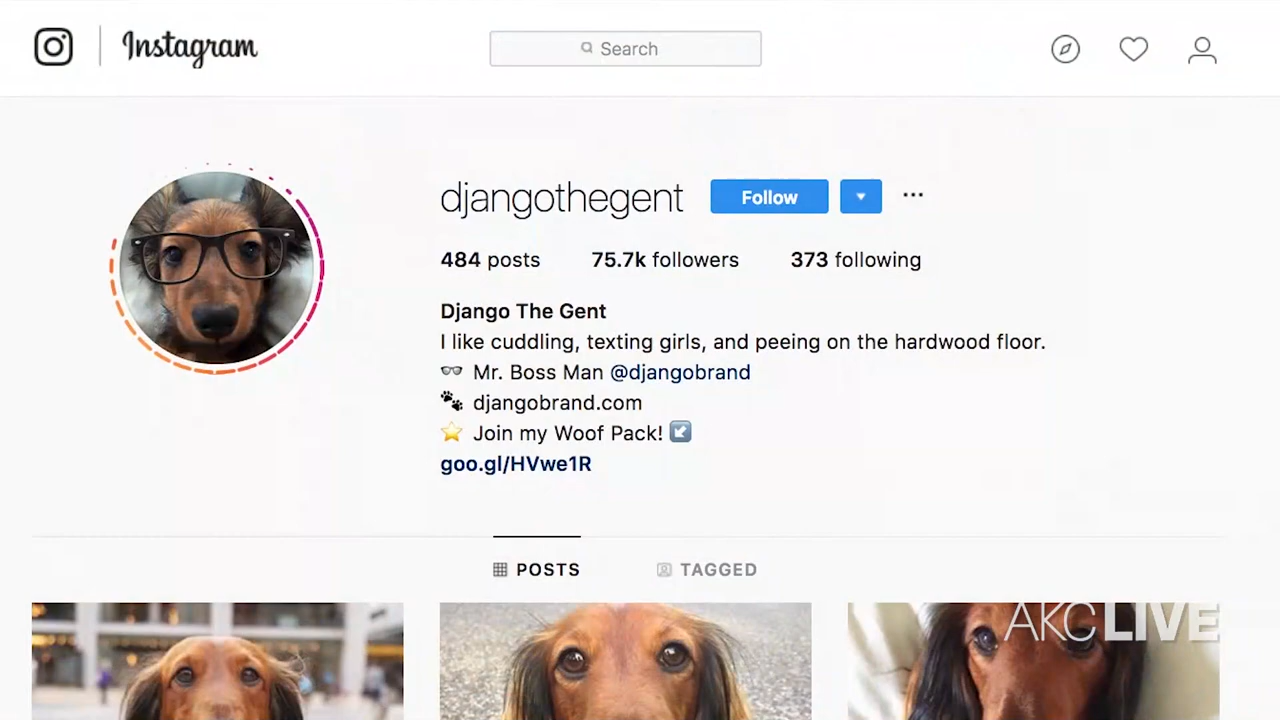 Instagram
Search
djangothegent
Follow
484 posts 75.7k followers 373 following
Django The Gent
I like cuddling, texting girls, and peeing on the hardwood floor.
👓 Mr. Boss Man @djangobrand
🐾 djangobrand.com
⭐ Join my Woof Pack! ↙️
goo.gl/HVwe1R
POSTS TAGGED
AKC LIVE